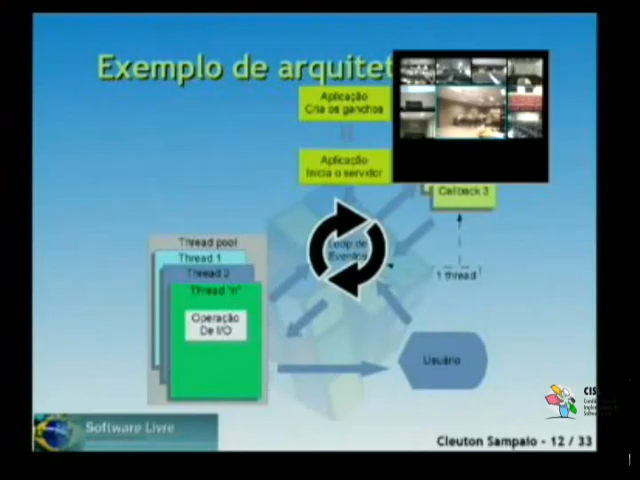 Exemplo de arquitet
Aplicação
Cria os ganchos
Aplicação
Inicia o servidor
Callback 3
Loop de
Eventos
1 thread
Thread pool
Thread 1
Thread 2
Thread "n"
Operação
De I/O
Usuário
CIS
Software Livre
Cleuton Sampaio - 12 / 33